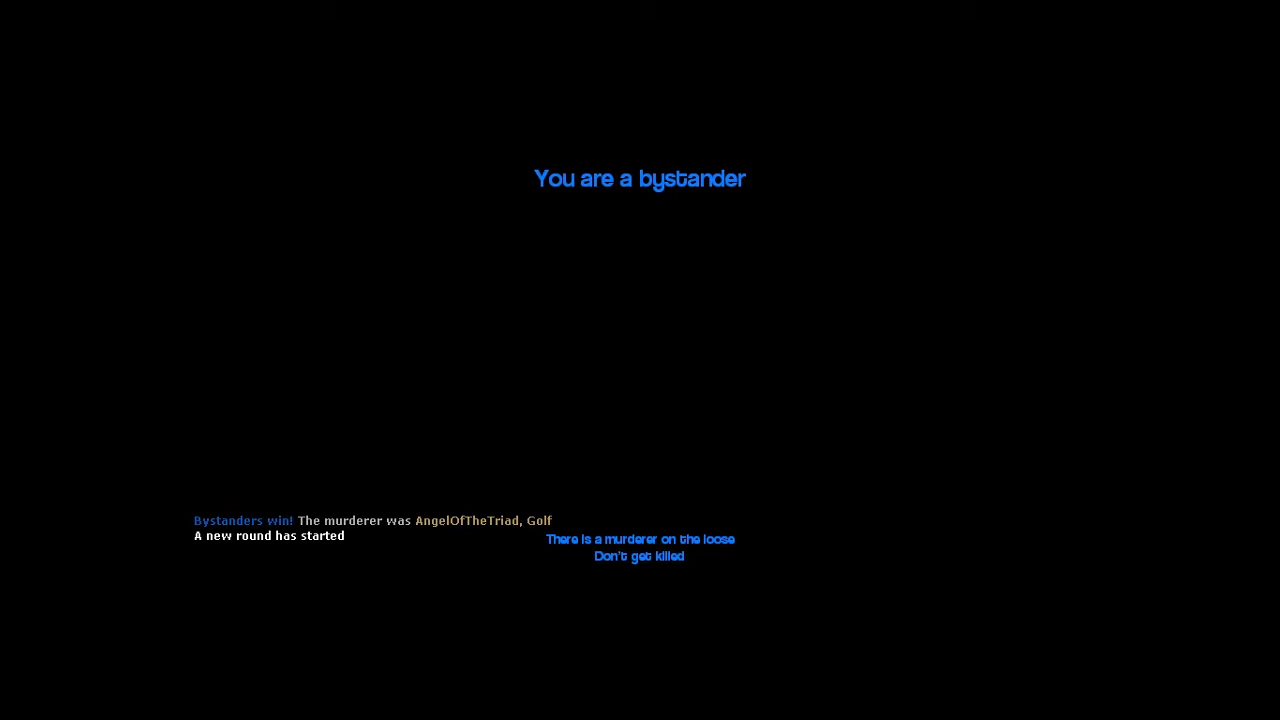 You are a bystander
Bystanders win! The murderer was AngelOfTheTriad, Golf
A new round has started
There is a murderer on the loose
Don't get killed